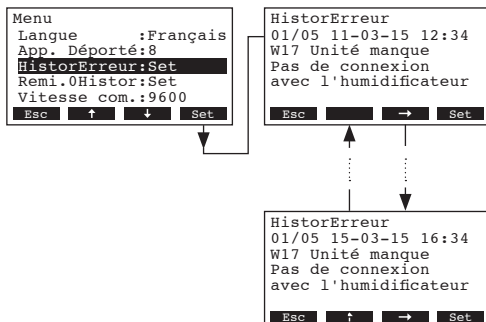 Menu
Langue :Français
App. Déporté:8
HistorErreur:Set
Remi.0Histor:Set
Vitesse com.:9600
Esc ↑ ↓ Set
HistorErreur
01/05 11-03-15 12:34
W17 Unité manque
Pas de connexion
avec l'humidificateur
Esc → Set
HistorErreur
01/05 15-03-15 16:34
W17 Unité manque
Pas de connexion
avec l'humidificateur
Esc ↑ → Set